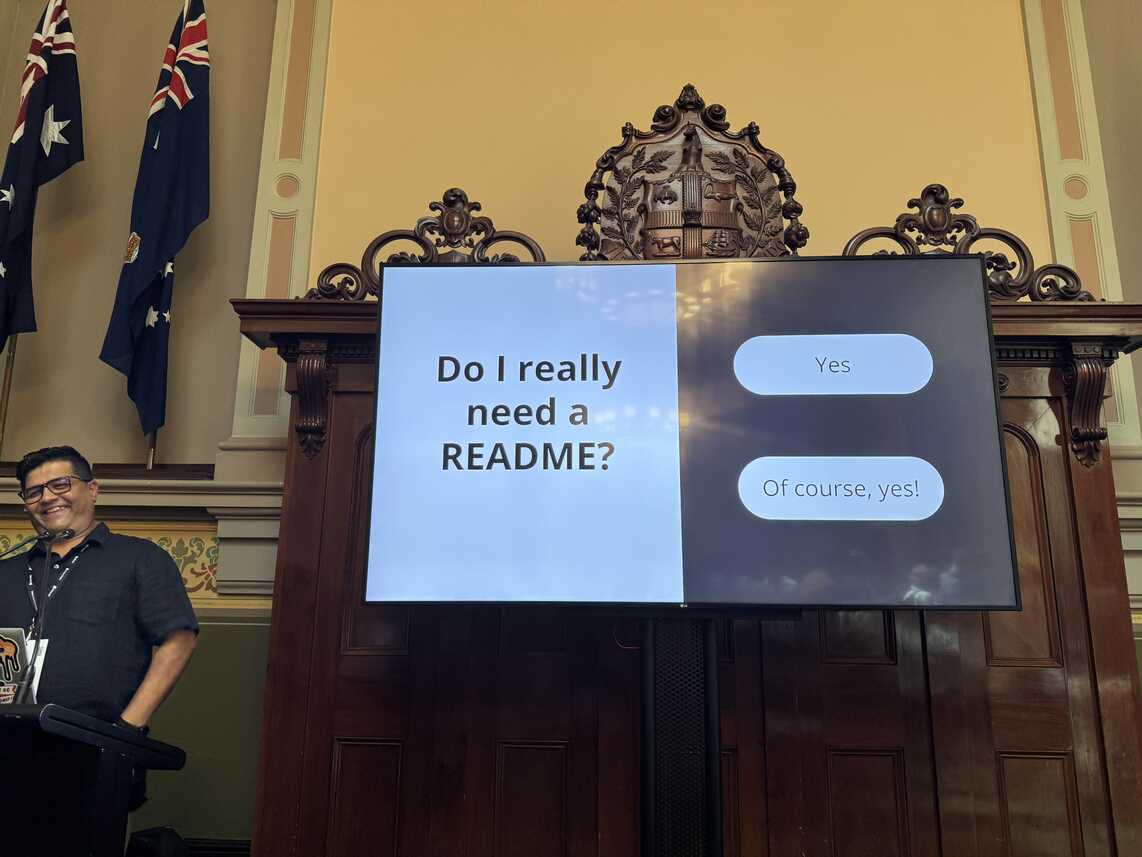 Do I really
need a
README?
Yes
Of course, yes!